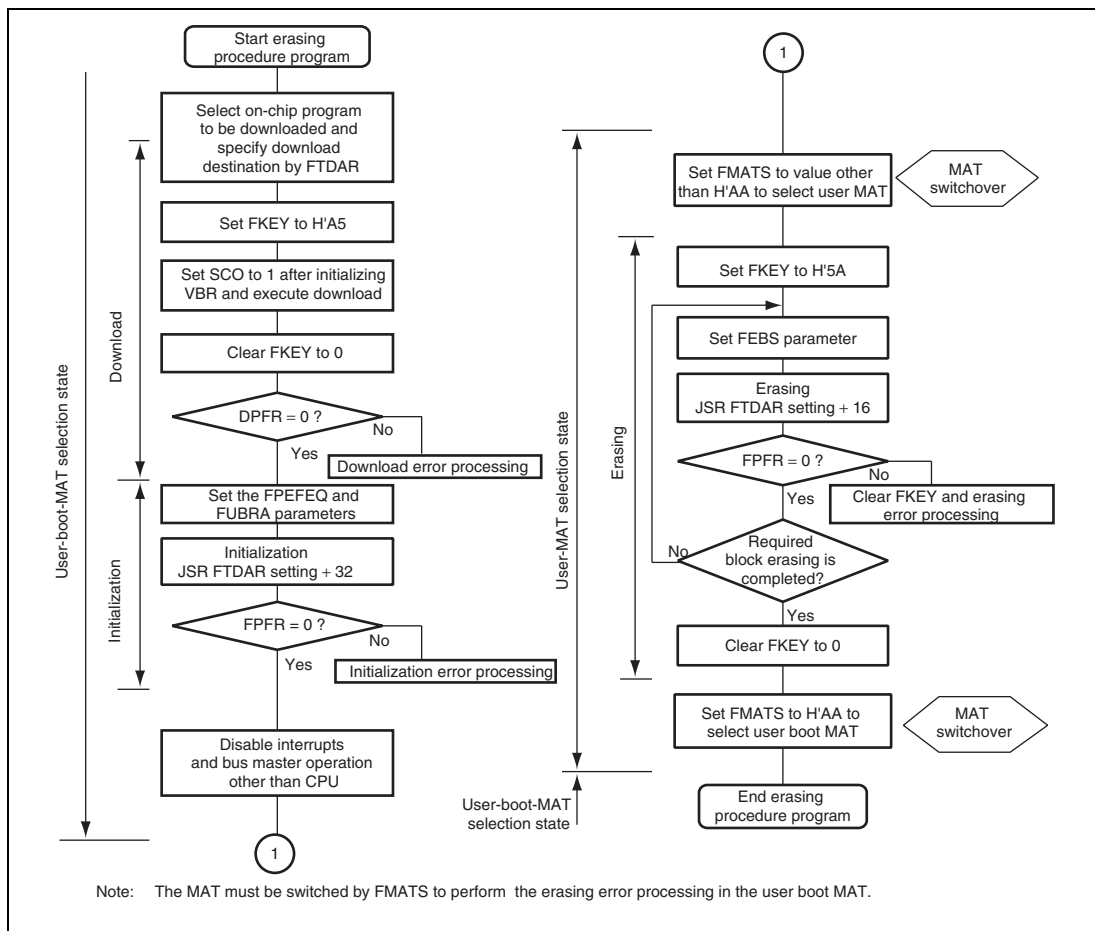 Start erasing
procedure program
Select on-chip program
to be downloaded and
specify download
destination by FTDAR
Set FKEY to H'A5
Set SCO to 1 after initializing
VBR and execute download
Clear FKEY to 0
DPFR = 0 ?
No
Yes
Download error processing
Set the FPEFEQ and
FUBRA parameters
Initialization
JSR FTDAR setting + 32
FPFR = 0 ?
No
Yes
Initialization error processing
Disable interrupts
and bus master operation
other than CPU
1
User-boot-MAT selection state
Download
Initialization
1
Set FMATS to value other
than H'AA to select user MAT
MAT
switchover
Set FKEY to H'5A
Set FEBS parameter
Erasing
JSR FTDAR setting + 16
FPFR = 0 ?
No
Yes
Clear FKEY and erasing
error processing
No
Required
block erasing is
completed?
Yes
Clear FKEY to 0
Set FMATS to H'AA to
select user boot MAT
MAT
switchover
End erasing
procedure program
User-MAT selection state
Erasing
User-boot-MAT
selection state
Note: The MAT must be switched by FMATS to perform the erasing error processing in the user boot MAT.